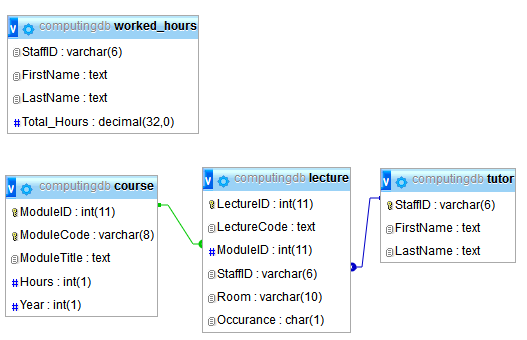 v computingdb worked_hours
StaffID : varchar(6)
FirstName : text
LastName : text
# Total_Hours : decimal(32,0)
v computingdb course
ModuleID : int(11)
ModuleCode : varchar(8)
ModuleTitle : text
# Hours : int(1)
# Year : int(1)
v computingdb lecture
LectureID : int(11)
LectureCode : text
# ModuleID : int(11)
StaffID : varchar(6)
Room : varchar(10)
Occurance : char(1)
v computingdb tutor
StaffID : varchar(6)
FirstName : text
LastName : text